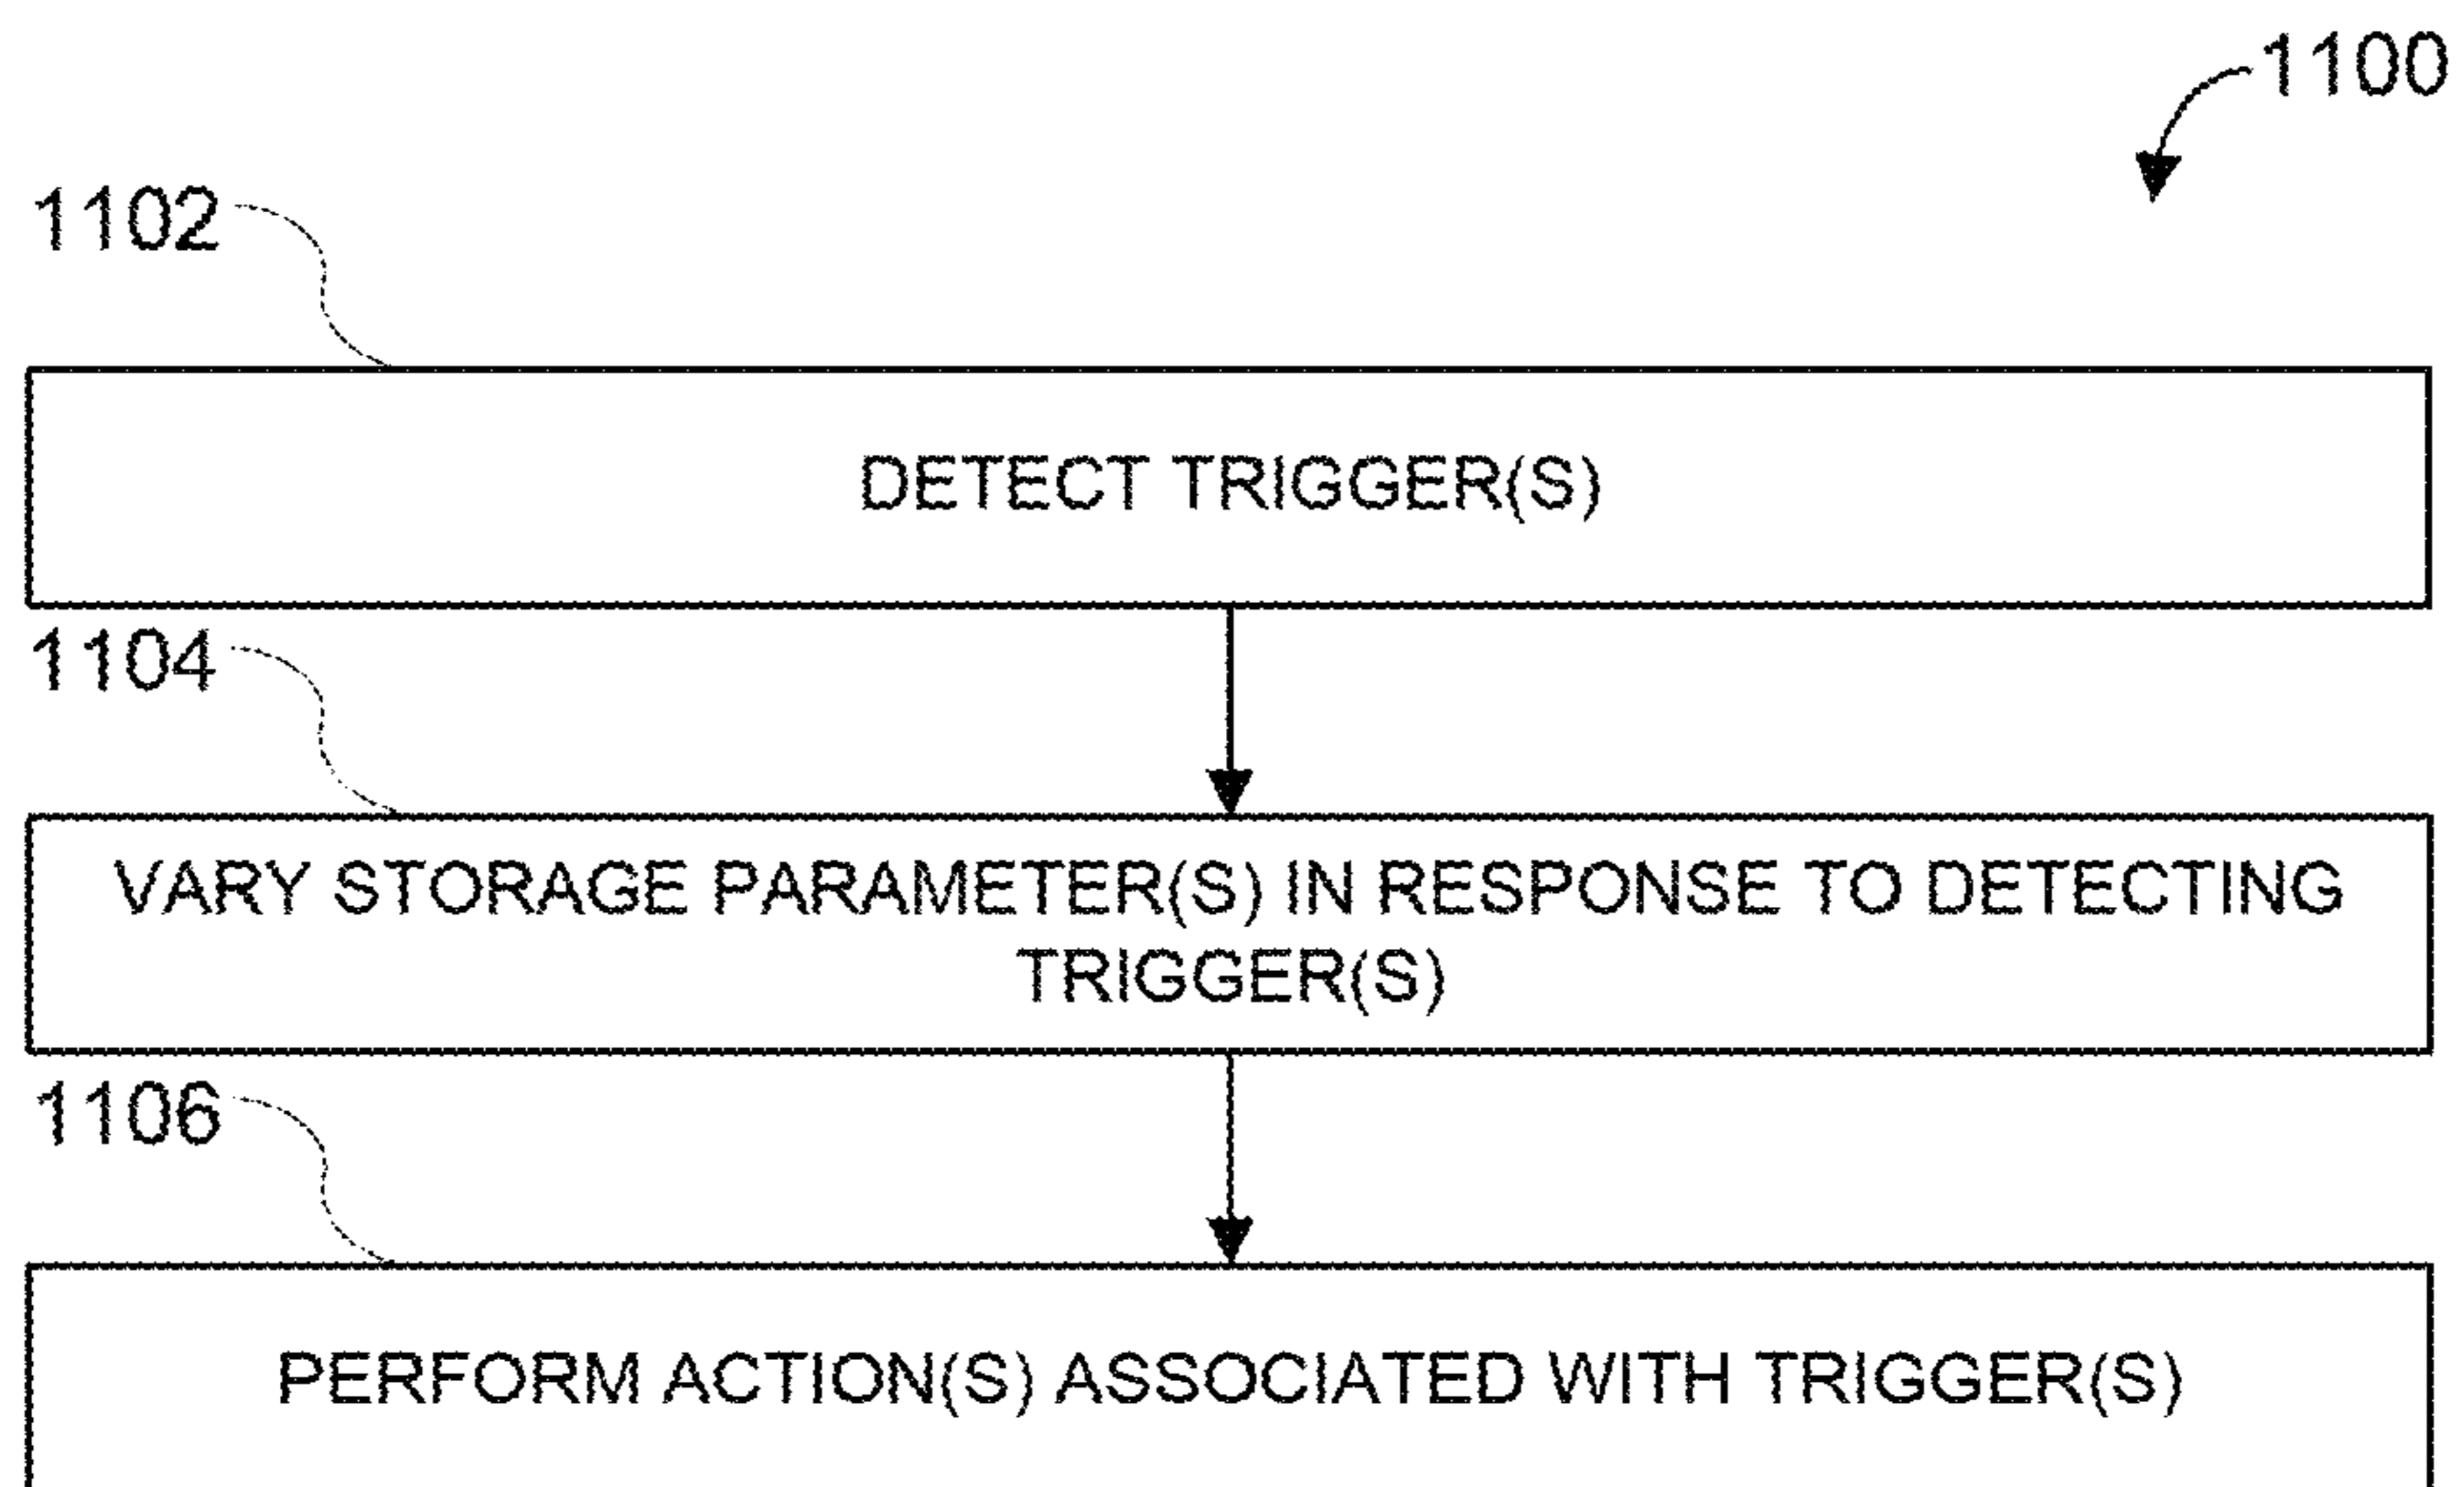 1100
1102
DETECT TRIGGER(S)
1104
VARY STORAGE PARAMETER(S) IN RESPONSE TO DETECTING
TRIGGER(S)
1106
PERFORM ACTION(S) ASSOCIATED WITH TRIGGER(S)